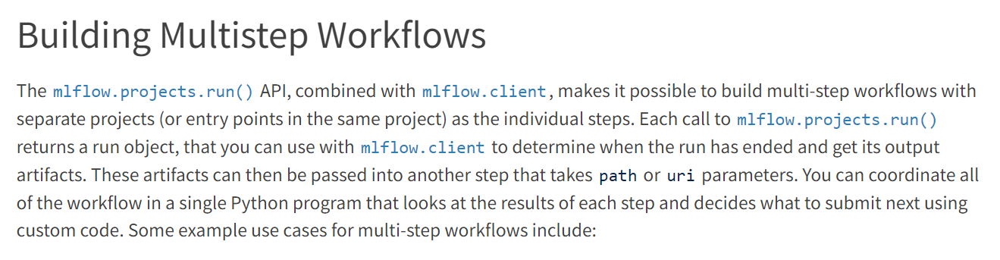 Building Multistep Workflows
The mlflow.projects.run() API, combined with mlflow.client, makes it possible to build multi-step workflows with
separate projects (or entry points in the same project) as the individual steps. Each call to mlflow.projects.run()
returns a run object, that you can use with mlflow.client to determine when the run has ended and get its output
artifacts. These artifacts can then be passed into another step that takes path or uri parameters. You can coordinate all
of the workflow in a single Python program that looks at the results of each step and decides what to submit next using
custom code. Some example use cases for multi-step workflows include: